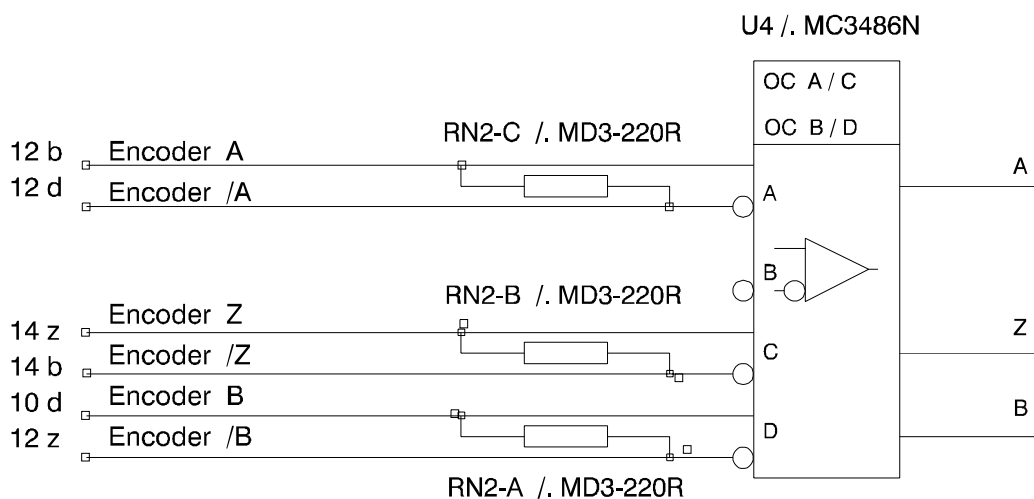 U4 /. MC3486N
OC A / C
OC B / D
RN2-C /. MD3-220R
12 b Encoder A
12 d Encoder /A
A
A
B
RN2-B /. MD3-220R
14 z Encoder Z
14 b Encoder /Z
C
Z
10 d Encoder B
12 z Encoder /B
D
B
RN2-A /. MD3-220R